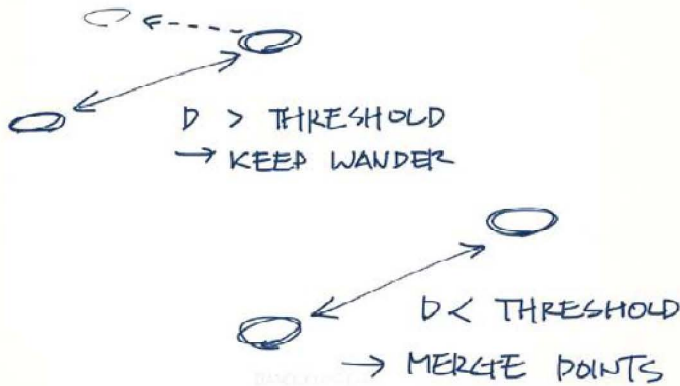 D > THRESHOLD
→ KEEP WANDER
D < THRESHOLD
→ MERGE POINTS